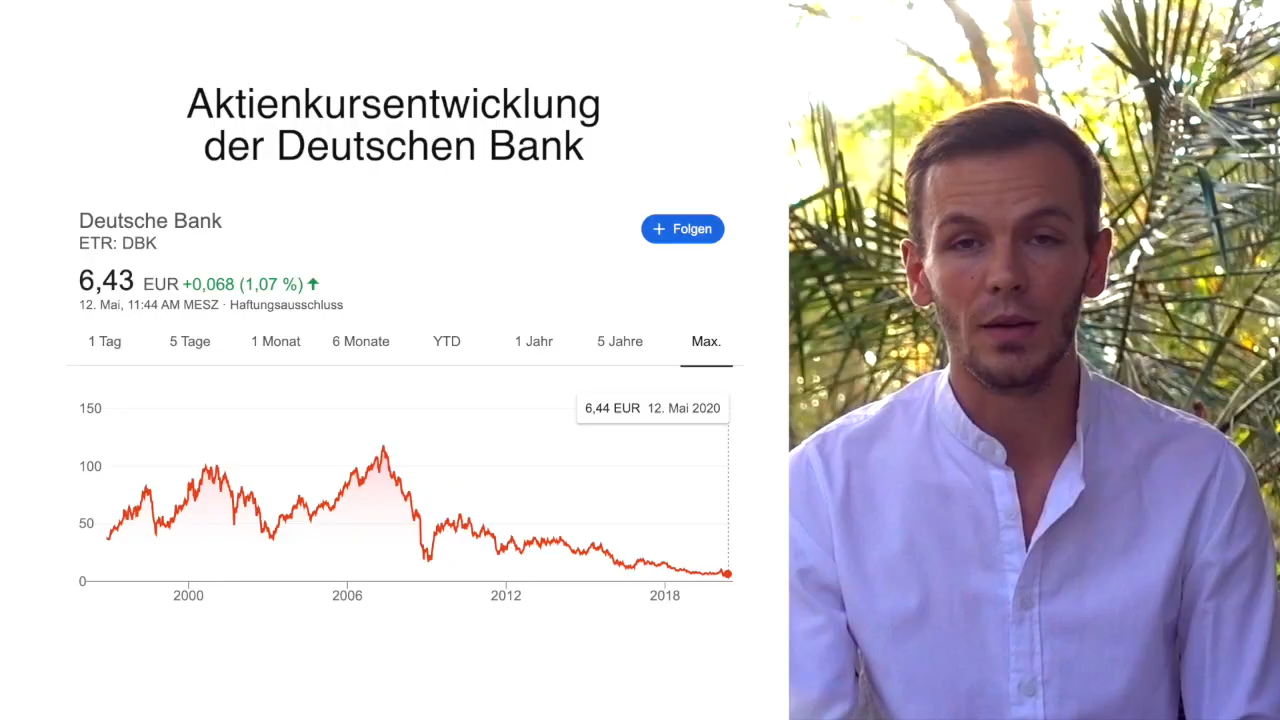 Aktienkursentwicklung
der Deutschen Bank
Deutsche Bank
ETR: DBK
+ Folgen
6,43 EUR +0,068 (1,07 %)
12. Mai, 11:44 AM MESZ · Haftungsausschluss
1 Tag 5 Tage 1 Monat 6 Monate YTD 1 Jahr 5 Jahre Max.
6,44 EUR 12. Mai 2020
150
100
50
0
2000 2006 2012 2018